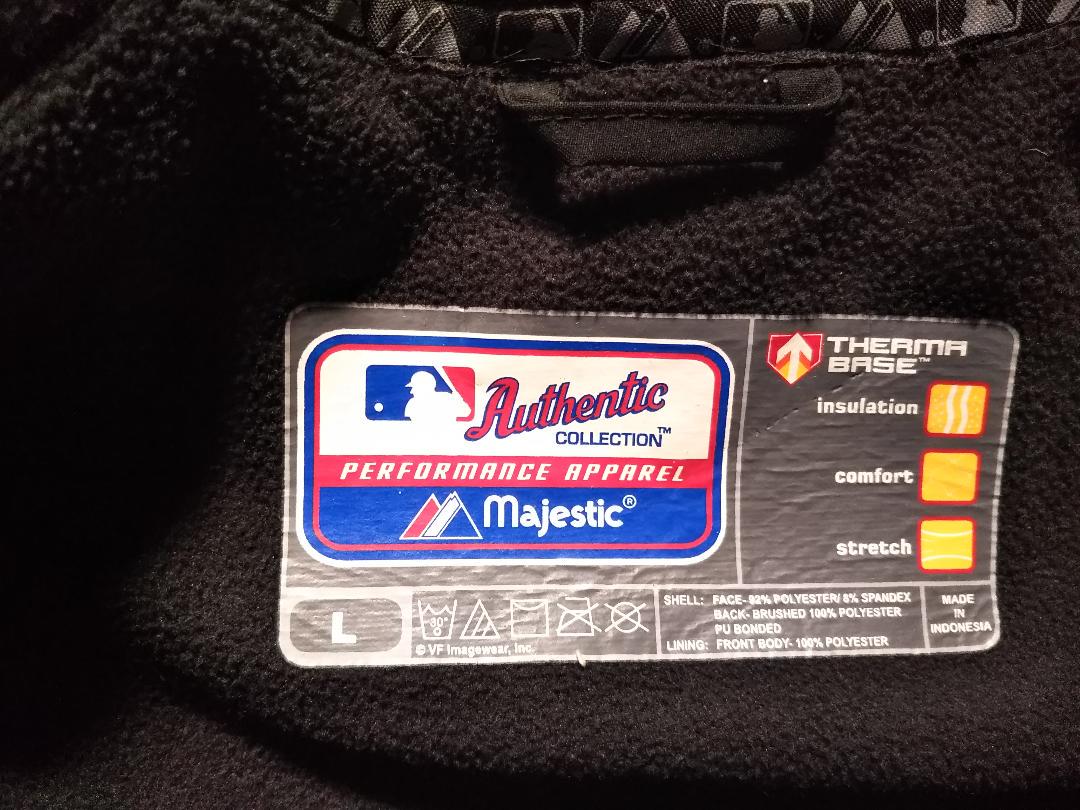 Authentic
COLLECTION™
PERFORMANCE APPAREL
Majestic®
THERMA
BASE™
insulation
comfort
stretch
L
30°
© VF Imagewear, Inc.
SHELL: FACE- 92% POLYESTER/ 8% SPANDEX
BACK- BRUSHED 100% POLYESTER
PU BONDED
LINING: FRONT BODY- 100% POLYESTER
MADE
IN
INDONESIA